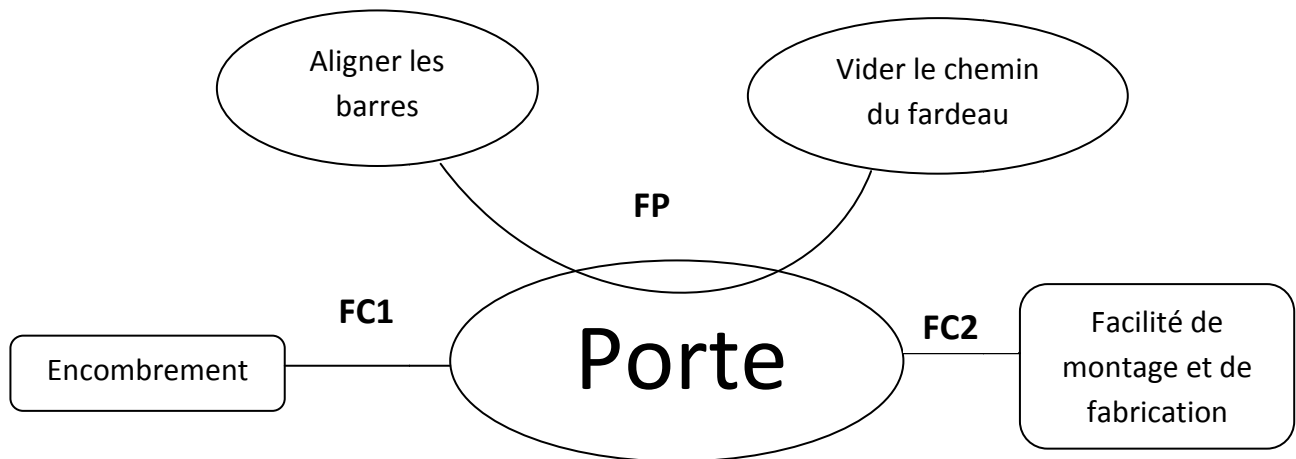 Aligner les
barres
Vider le chemin
du fardeau
FP
FC1
Encombrement
Porte
FC2
Facilité de
montage et de
fabrication